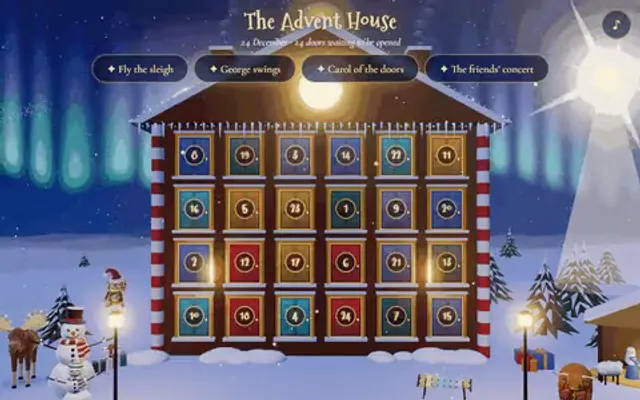 The Advent House
24 December · 24 doors waiting to be opened
✦ Fly the sleigh
✦ George swings
✦ Carol of the doors
✦ The friends' concert
19 14 22 11
16 5 23 1 9 20
2 12 17 6 21 13
10 18 4 24 7 15